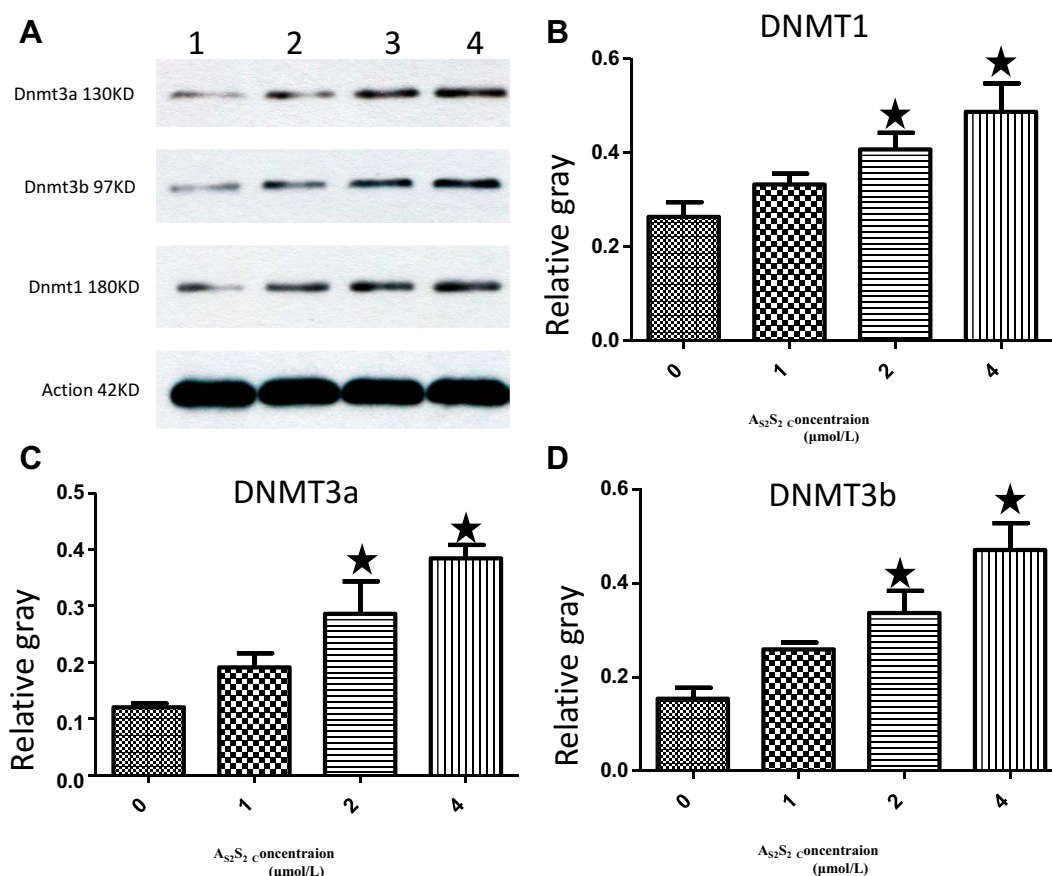 A
1 2 3 4
Dnmt3a 130KD
Dnmt3b 97KD
Dnmt1 180KD
Action 42KD
B
DNMT1
Relative gray
0.6
0.4
0.2
0.0
0 1 2 4
AS2S2 Concentraion
(μmol/L)
C
DNMT3a
Relative gray
0.5
0.4
0.3
0.2
0.1
0.0
0 1 2 4
AS2S2 Concentraion
(μmol/L)
D
DNMT3b
Relative gray
0.6
0.4
0.2
0.0
0 1 2 4
AS2S2 Concentraion
(μmol/L)